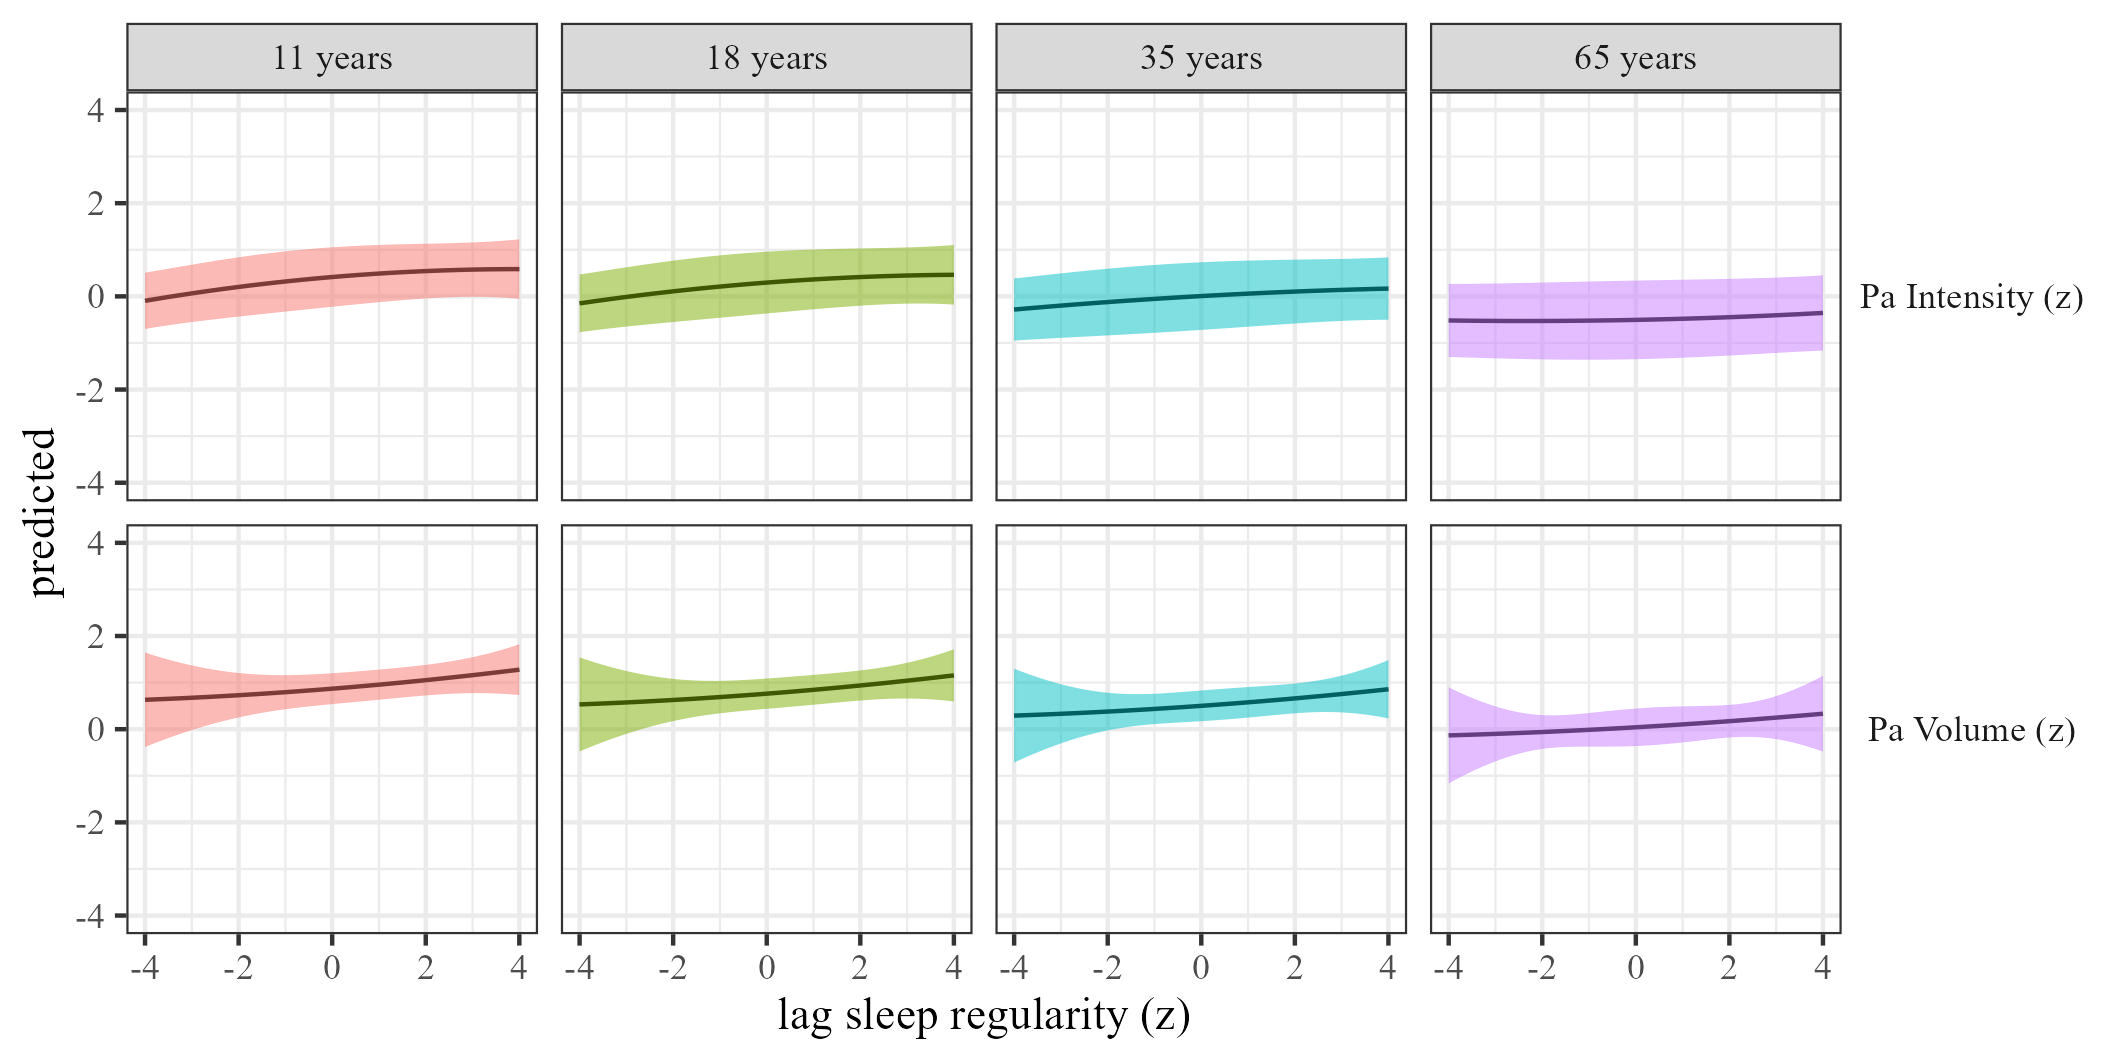 11 years
18 years
35 years
65 years
4
2
0
-2
-4
Pa Intensity (z)
predicted
4
2
0
-2
-4
Pa Volume (z)
-4 -2 0 2 4
-4 -2 0 2 4
-4 -2 0 2 4
-4 -2 0 2 4
lag sleep regularity (z)